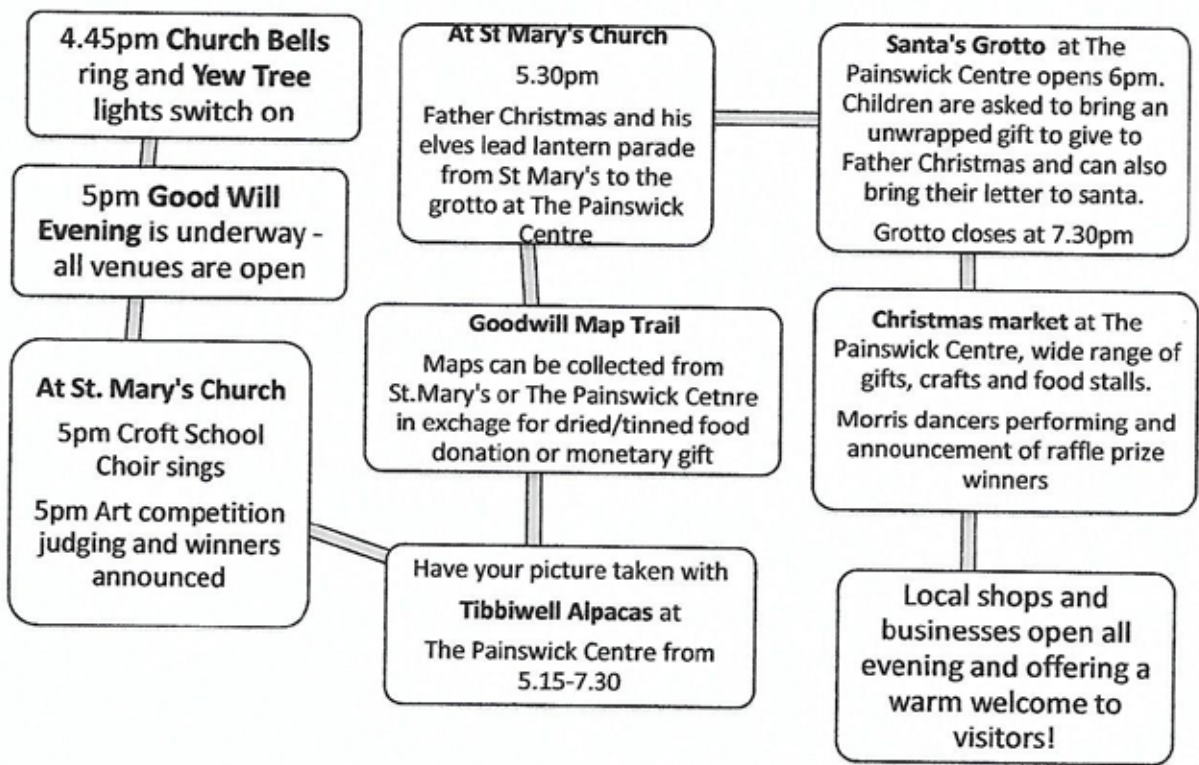 4.45pm Church Bells
ring and Yew Tree
lights switch on
5pm Good Will
Evening is underway -
all venues are open
At St. Mary's Church
5pm Croft School
Choir sings
5pm Art competition
judging and winners
announced
Have your picture taken with
Tibbiwell Alpacas at
The Painswick Centre from
5.15-7.30
Goodwill Map Trail
Maps can be collected from
St.Mary's or The Painswick Cetnre
in exchage for dried/tinned food
donation or monetary gift
At St Mary's Church
5.30pm
Father Christmas and his
elves lead lantern parade
from St Mary's to the
grotto at The Painswick
Centre
Santa's Grotto at The
Painswick Centre opens 6pm.
Children are asked to bring an
unwrapped gift to give to
Father Christmas and can also
bring their letter to santa.
Grotto closes at 7.30pm
Christmas market at The
Painswick Centre, wide range of
gifts, crafts and food stalls.
Morris dancers performing and
announcement of raffle prize
winners
Local shops and
businesses open all
evening and offering a
warm welcome to
visitors!